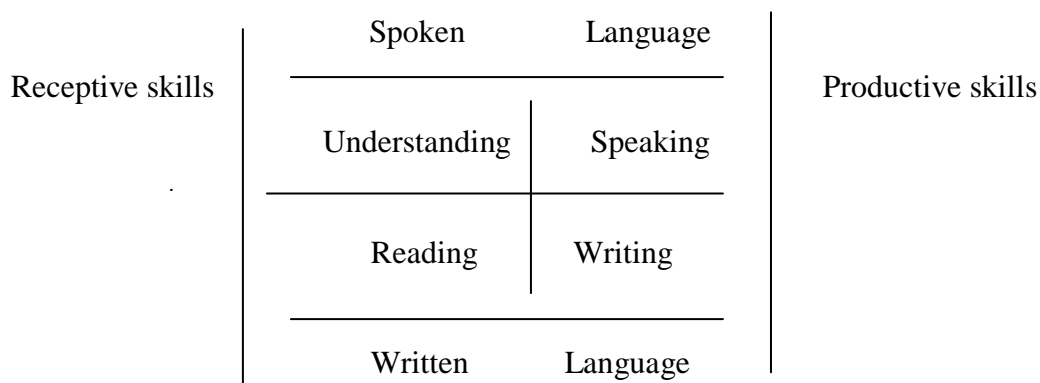 Spoken Language
Receptive skills Productive skills
Understanding Speaking
Reading Writing
Written Language